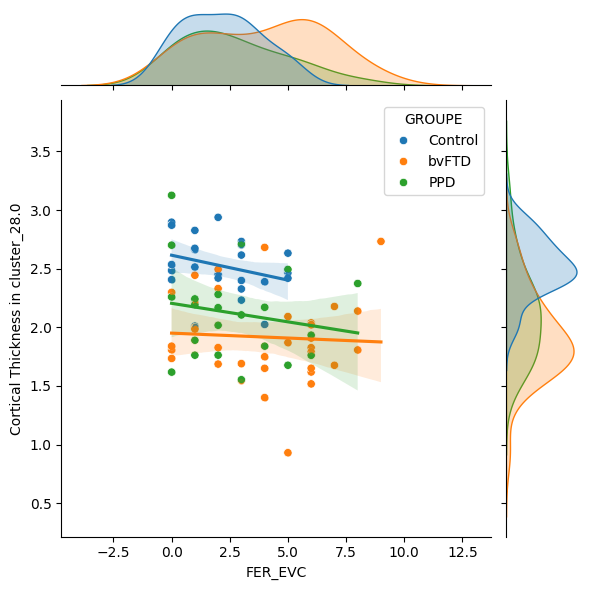 GROUPE
Control
bvFTD
PPD
3.5
3.0
2.5
2.0
1.5
1.0
0.5
Cortical Thickness in cluster_28.0
−2.5 0.0 2.5 5.0 7.5 10.0 12.5
FER_EVC